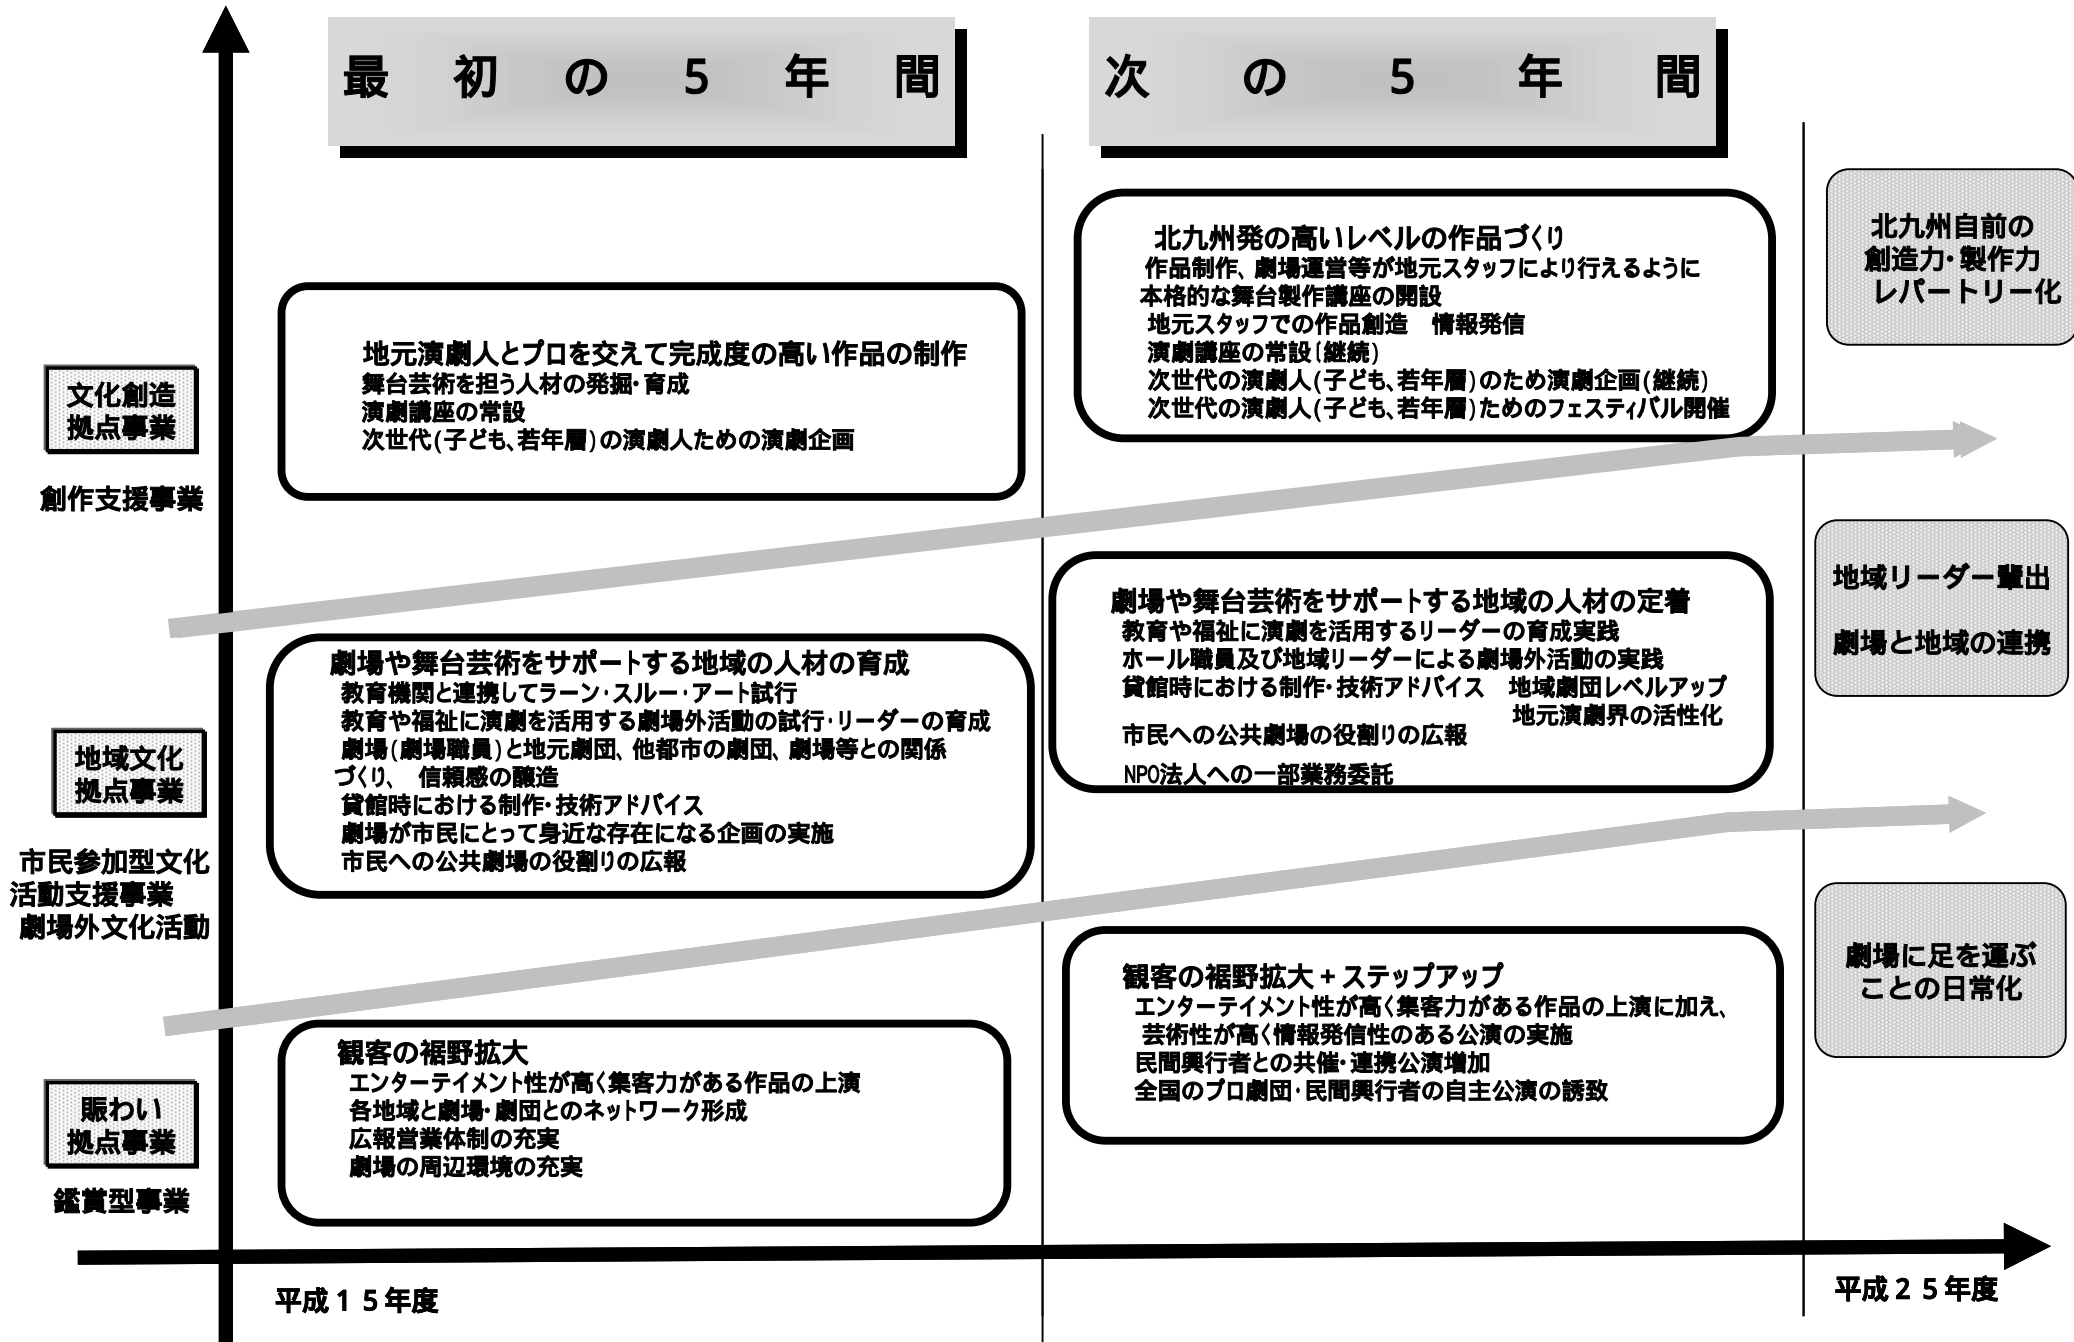 最初の5年間
次の5年間
文化創造
拠点事業
創作支援事業
地元演劇人とプロを交えて完成度の高い作品の制作
舞台芸術を担う人材の発掘・育成
演劇講座の常設
次世代(子ども、若年層)の演劇人ための演劇企画
北九州発の高いレベルの作品づくり
作品制作、劇場運営等が地元スタッフにより行えるように
本格的な舞台製作講座の開設
地元スタッフでの作品創造　情報発信
演劇講座の常設(継続)
次世代の演劇人(子ども、若年層)のため演劇企画(継続)
次世代の演劇人(子ども、若年層)ためのフェスティバル開催
北九州自前の
創造力・製作力
レパートリー化
地域文化
拠点事業
市民参加型文化
活動支援事業
劇場外文化活動
劇場や舞台芸術をサポートする地域の人材の育成
教育機関と連携してラーン・スルー・アート試行
教育や福祉に演劇を活用する劇場外活動の試行・リーダーの育成
劇場(劇場職員)と地元劇団、他都市の劇団、劇場等との関係
づくり、　信頼感の醸造
貸館時における制作・技術アドバイス
劇場が市民にとって身近な存在になる企画の実施
市民への公共劇場の役割りの広報
劇場や舞台芸術をサポートする地域の人材の定着
教育や福祉に演劇を活用するリーダーの育成実践
ホール職員及び地域リーダーによる劇場外活動の実践
貸館時における制作・技術アドバイス　地域劇団レベルアップ
地元演劇界の活性化
市民への公共劇場の役割りの広報
NPO法人への一部業務委託
地域リーダー輩出
劇場と地域の連携
賑わい
拠点事業
鑑賞型事業
観客の裾野拡大
エンターテイメント性が高く集客力がある作品の上演
各地域と劇場・劇団とのネットワーク形成
広報営業体制の充実
劇場の周辺環境の充実
観客の裾野拡大+ステップアップ
エンターテイメント性が高く集客力がある作品の上演に加え、
芸術性が高く情報発信性のある公演の実施
民間興行者との共催・連携公演増加
全国のプロ劇団・民間興行者の自主公演の誘致
劇場に足を運ぶ
ことの日常化
平成15年度
平成25年度